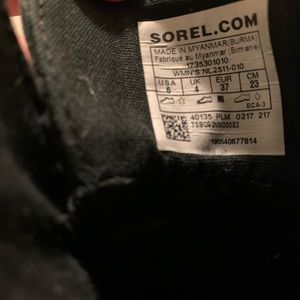 SOREL.COM
MADE IN MYANMAR(BURMA)
Fabriqué au Myanmar (Birmanie)
1735301010
WMN'S NL2511-010
USA UK EUR CM
6 4 37 23
ECA-3
40135 PLM 0217 217
190540677814